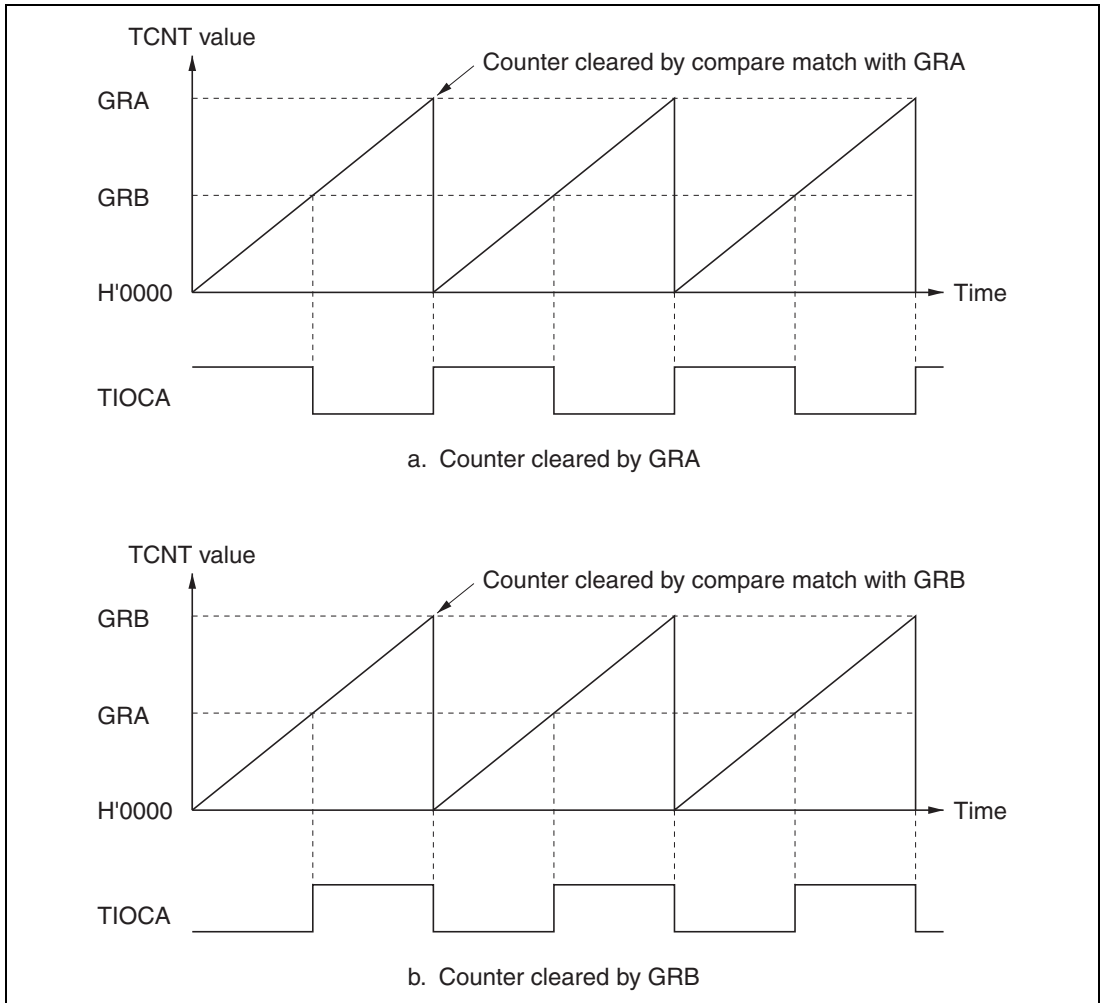 TCNT value
Counter cleared by compare match with GRA
GRA
GRB
H'0000
Time
TIOCA
a. Counter cleared by GRA
TCNT value
Counter cleared by compare match with GRB
GRB
GRA
H'0000
Time
TIOCA
b. Counter cleared by GRB